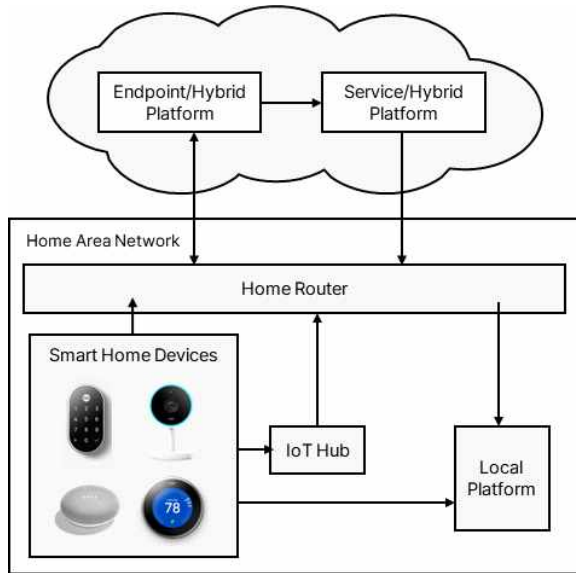 Endpoint/Hybrid
Platform
Service/Hybrid
Platform
Home Area Network
Home Router
Smart Home Devices
78
IoT Hub
Local
Platform